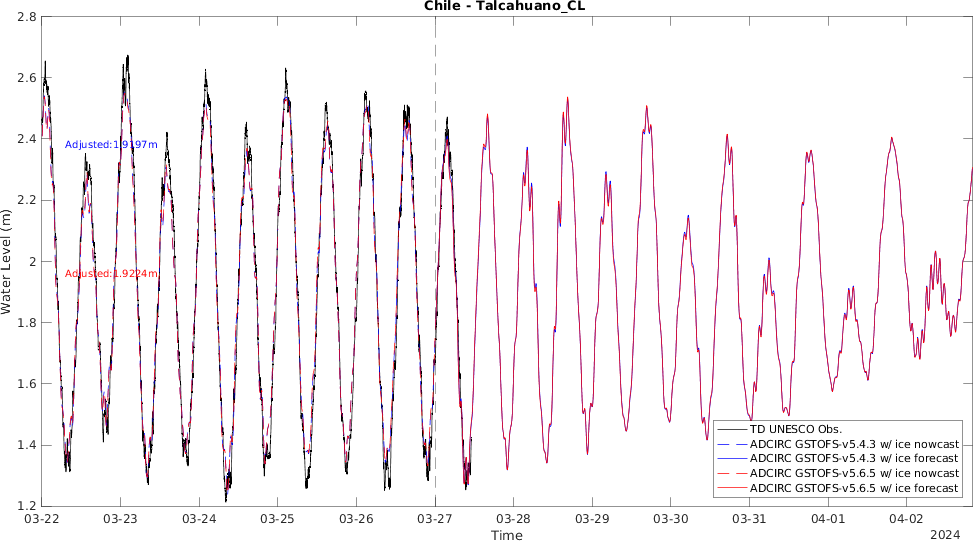 Chile - Talcahuano_CL
2.8
2.6
2.4
2.2
2
1.8
1.6
1.4
1.2
Water Level (m)
Adjusted:1.9197m
Adjusted:1.9224m
TD UNESCO Obs.
ADCIRC GSTOFS-v5.4.3 w/ ice nowcast
ADCIRC GSTOFS-v5.4.3 w/ ice forecast
ADCIRC GSTOFS-v5.6.5 w/ ice nowcast
ADCIRC GSTOFS-v5.6.5 w/ ice forecast
03-22 03-23 03-24 03-25 03-26 03-27 03-28 03-29 03-30 03-31 04-01 04-02
Time
2024